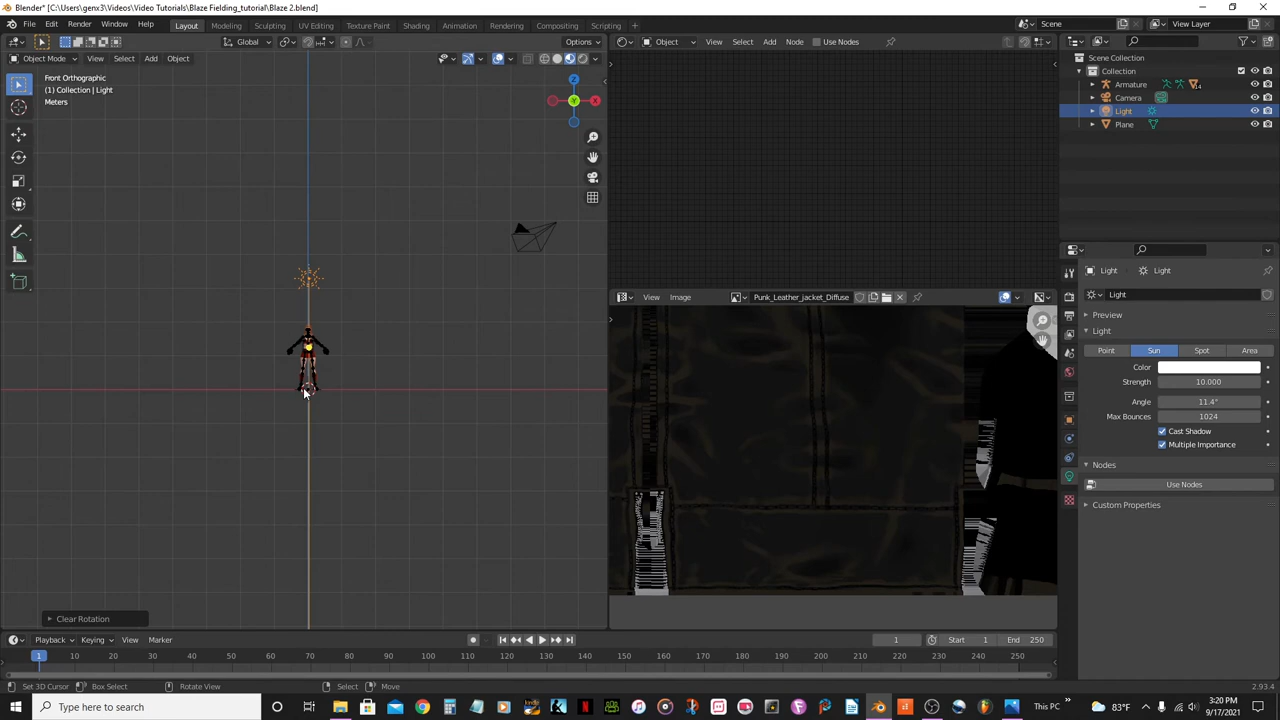 Blender* [C:\Users\genx3\Videos\Video Tutorials\Blaze Fielding_tutorial\Blaze 2.blend]
File Edit Render Window Help Layout Modeling Sculpting UV Editing Texture Paint Shading Animation Rendering Compositing Scripting + Scene View Layer
Global Options Object View Select Add Node Use Nodes
Object Mode View Select Add Object
Front Orthographic
(1) Collection | Light
Meters
Z
Y X
Scene Collection
Collection
Armature 14
Camera
Light
Plane
Light Light
Light
Preview
Light
Point Sun Spot Area
Color
Strength 10.000
Angle 11.4°
Max Bounces 1024
Cast Shadow
Multiple Importance
Nodes
Use Nodes
Custom Properties
View Image Punk_Leather_jacket_Diffuse
Clear Rotation
Playback Keying View Marker 1 Start 1 End 250
1 10 20 30 40 50 60 70 80 90 100 110 120 130 140 150 160 170 180 190 200 210 220 230 240 250
Set 3D Cursor Box Select Rotate View Select Move 2.93.4
Type here to search This PC 83°F 3:20 PM
9/17/2021